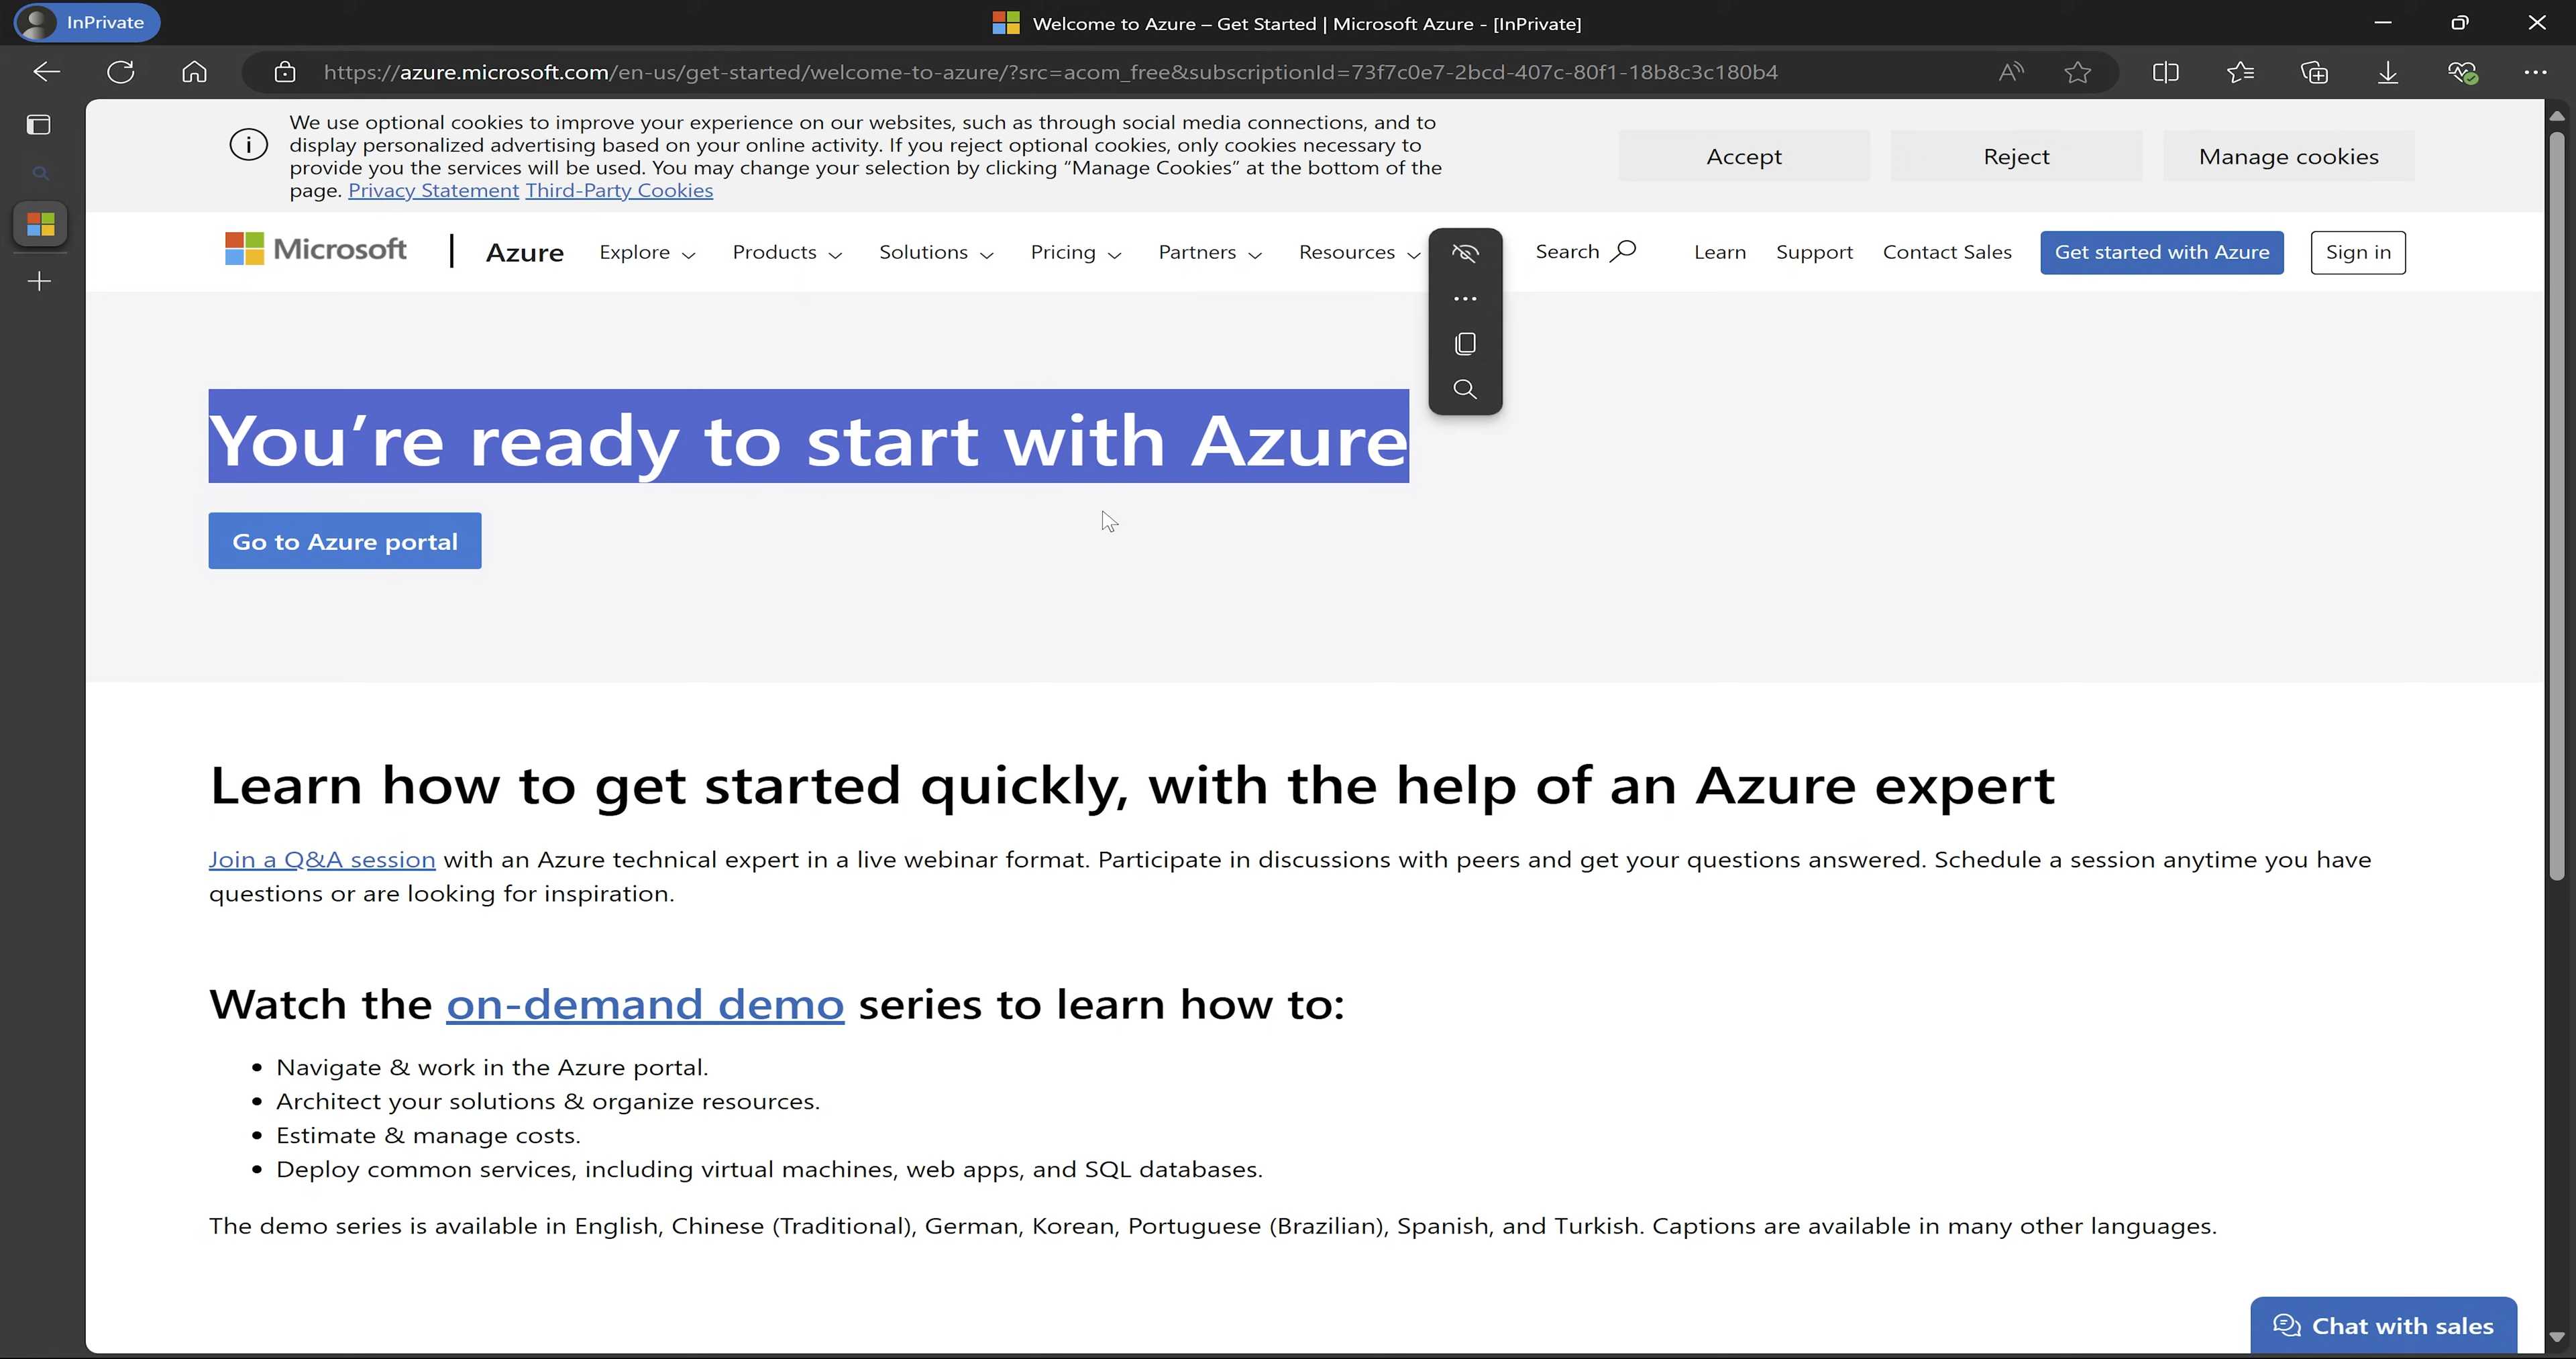 InPrivate
Welcome to Azure – Get Started | Microsoft Azure - [InPrivate]
https://azure.microsoft.com/en-us/get-started/welcome-to-azure/?src=acom_free&subscriptionId=73f7c0e7-2bcd-407c-80f1-18b8c3c180b4
We use optional cookies to improve your experience on our websites, such as through social media connections, and to
display personalized advertising based on your online activity. If you reject optional cookies, only cookies necessary to
provide you the services will be used. You may change your selection by clicking “Manage Cookies” at the bottom of the
page. Privacy Statement Third-Party Cookies
Accept
Reject
Manage cookies
Microsoft
Azure
Explore
Products
Solutions
Pricing
Partners
Resources
Search
Learn
Support
Contact Sales
Get started with Azure
Sign in
You’re ready to start with Azure
Go to Azure portal
Learn how to get started quickly, with the help of an Azure expert
Join a Q&A session with an Azure technical expert in a live webinar format. Participate in discussions with peers and get your questions answered. Schedule a session anytime you have
questions or are looking for inspiration.
Watch the on-demand demo series to learn how to:
• Navigate & work in the Azure portal.
• Architect your solutions & organize resources.
• Estimate & manage costs.
• Deploy common services, including virtual machines, web apps, and SQL databases.
The demo series is available in English, Chinese (Traditional), German, Korean, Portuguese (Brazilian), Spanish, and Turkish. Captions are available in many other languages.
Chat with sales